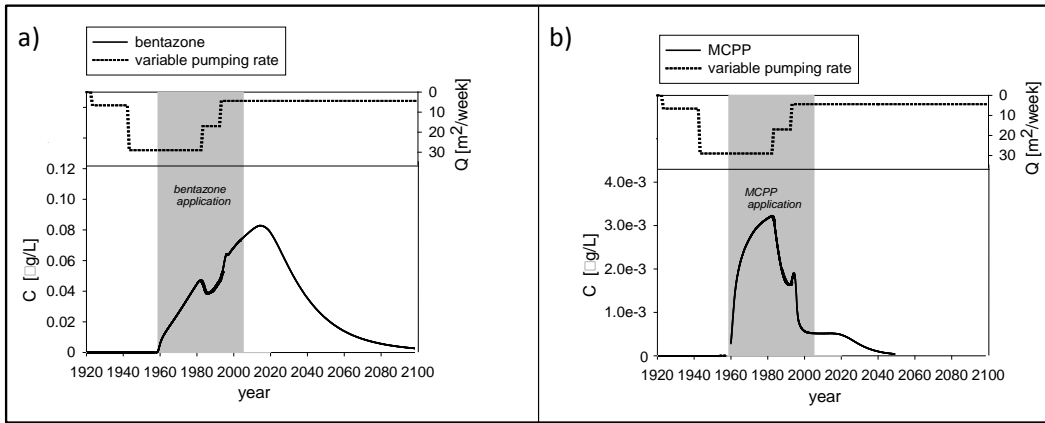 a)
bentazone
variable pumping rate
0
10
20
30
Q [m²/week]
0.12
0.10
0.08
0.06
0.04
0.02
0
C [□g/L]
bentazone
application
1920 1940 1960 1980 2000 2020 2040 2060 2080 2100
year
b)
MCPP
variable pumping rate
0
10
20
30
Q [m²/week]
4.0e-3
3.0e-3
2.0e-3
1.0e-3
0
C [□g/L]
MCPP
application
1920 1940 1960 1980 2000 2020 2040 2060 2080 2100
year